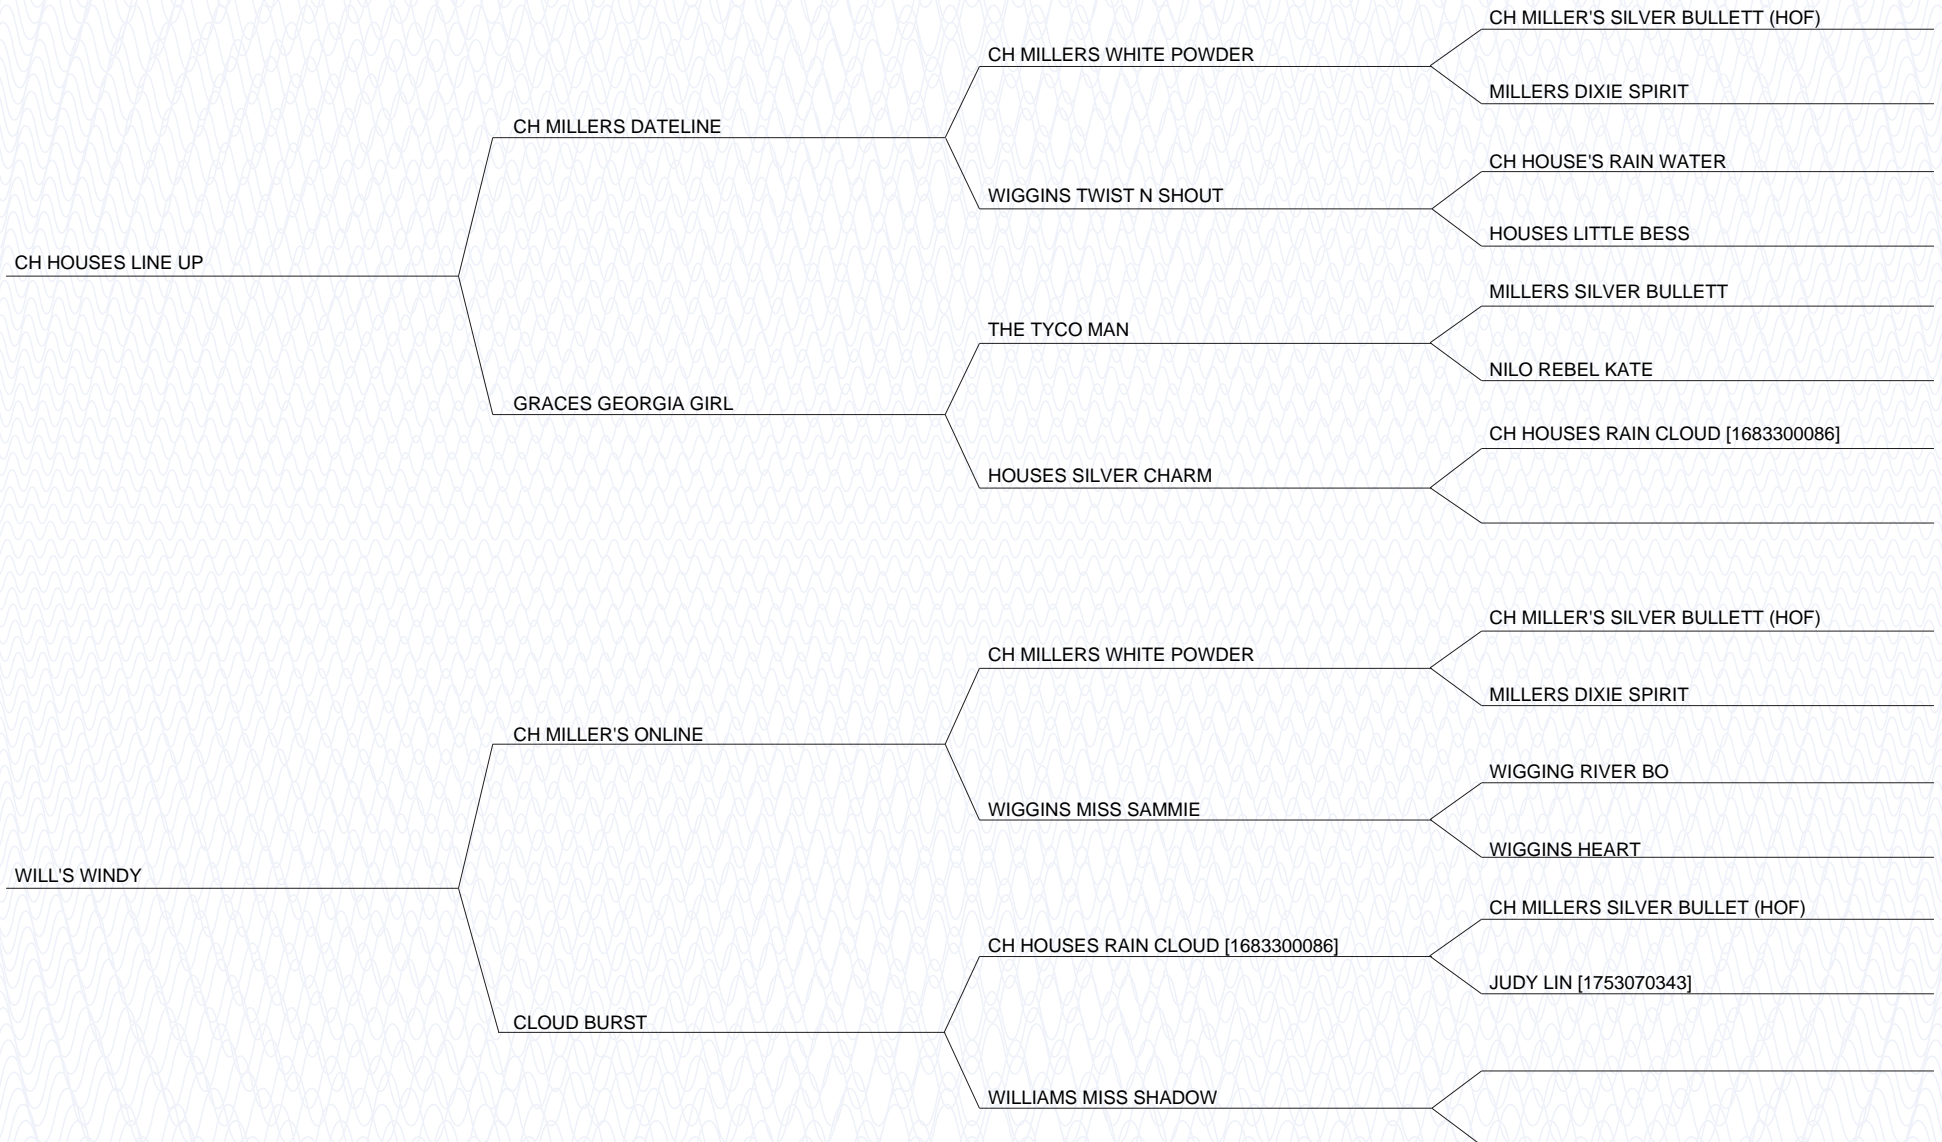 CH MILLER'S SILVER BULLETT (HOF)
CH MILLERS WHITE POWDER
MILLERS DIXIE SPIRIT
CH MILLERS DATELINE
CH HOUSE'S RAIN WATER
WIGGINS TWIST N SHOUT
HOUSES LITTLE BESS
CH HOUSES LINE UP
MILLERS SILVER BULLETT
THE TYCO MAN
NILO REBEL KATE
GRACES GEORGIA GIRL
CH HOUSES RAIN CLOUD [1683300086]
HOUSES SILVER CHARM
CH MILLER'S SILVER BULLETT (HOF)
CH MILLERS WHITE POWDER
MILLERS DIXIE SPIRIT
CH MILLER'S ONLINE
WIGGING RIVER BO
WIGGINS MISS SAMMIE
WIGGINS HEART
WILL'S WINDY
CH MILLERS SILVER BULLET (HOF)
CH HOUSES RAIN CLOUD [1683300086]
JUDY LIN [1753070343]
CLOUD BURST
WILLIAMS MISS SHADOW